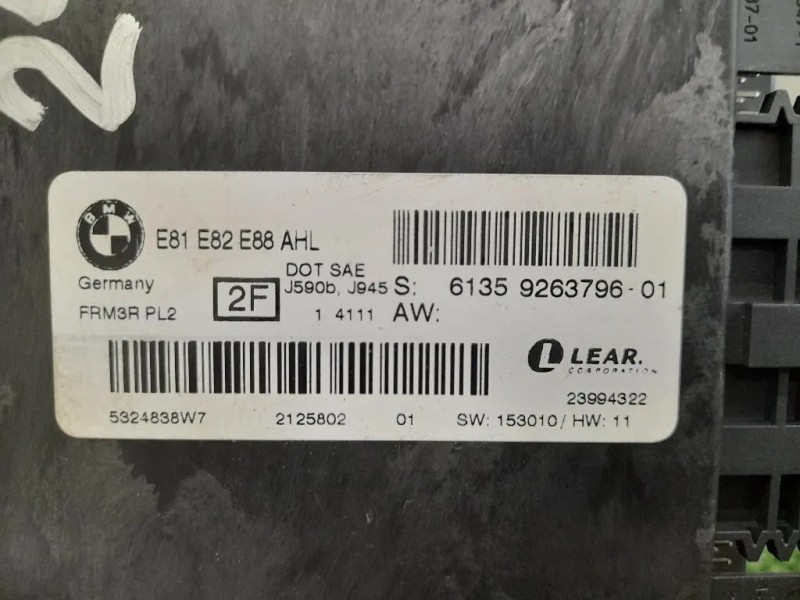 BMW
E81 E82 E88 AHL
Germany
DOT SAE
2F
J590b, J945 S: 6135 9263796-01
FRM3R PL2
1 4111 AW:
LEAR.
CORPORATION
23994322
5324838W7 2125802 01 SW: 153010/ HW: 11